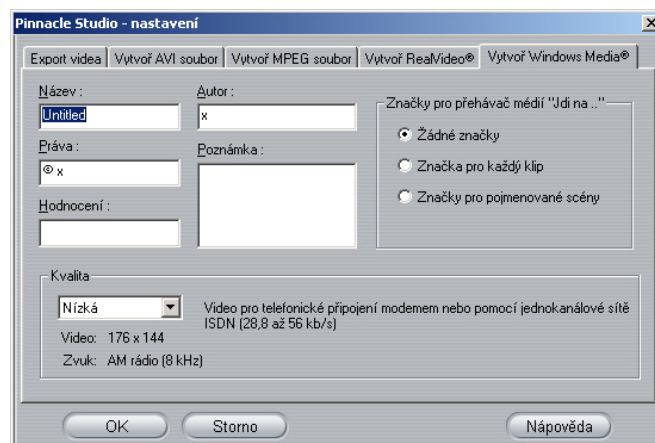 Pinnacle Studio - nastavení
Export videa
Vytvoř AVI soubor
Vytvoř MPEG soubor
Vytvoř RealVideo®
Vytvoř Windows Media®
Název :
Untitled
Autor :
x
Práva :
© x
Poznámka :
Hodnocení :
Značky pro přehávač médií "Jdi na .."
Žádné značky
Značka pro každý klip
Značky pro pojmenované scény
Kvalita
Nízká
Video pro telefonické připojení modemem nebo pomocí jednokanálové sítě
ISDN (28,8 až 56 kb/s)
Video: 176 x 144
Zvuk: AM rádio (8 kHz)
OK
Storno
Nápověda